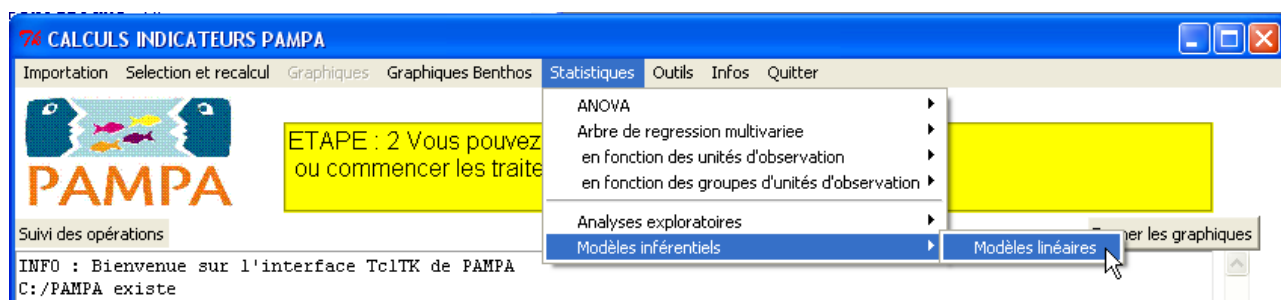 CALCULS INDICATEURS PAMPA
Importation Selection et recalcul Graphiques Graphiques Benthos Statistiques Outils Infos Quitter
ANOVA
Arbre de regression multivariee
en fonction des unités d'observation
en fonction des groupes d'unités d'observation
Analyses exploratoires
Modèles inférentiels
Modèles linéaires
ETAPE : 2 Vous pouvez
ou commencer les traite
PAMPA
Suivi des opérations
er les graphiques
INFO : Bienvenue sur l'interface TclTK de PAMPA
C:/PAMPA existe